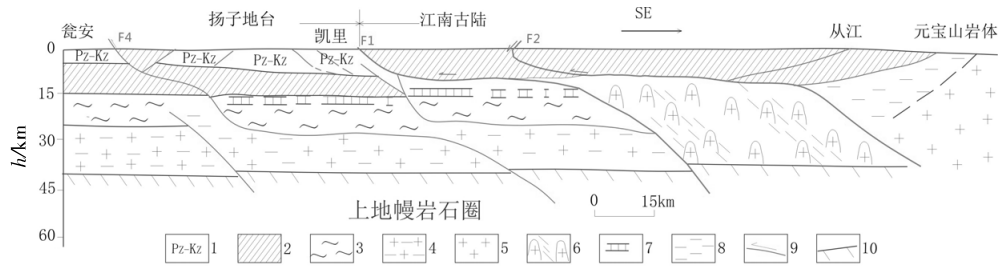 扬子地台 江南古陆 SE
瓮安 F4 凯里 F1 F2 从江 元宝山岩体
0 Pz-Kz Pz-Kz Pz-Kz Pz-Kz
15
30
45
60
h/km
上地幔岩石圈 0 15km
Pz-Kz 1 2 3 4 5 6 7 8 9 10